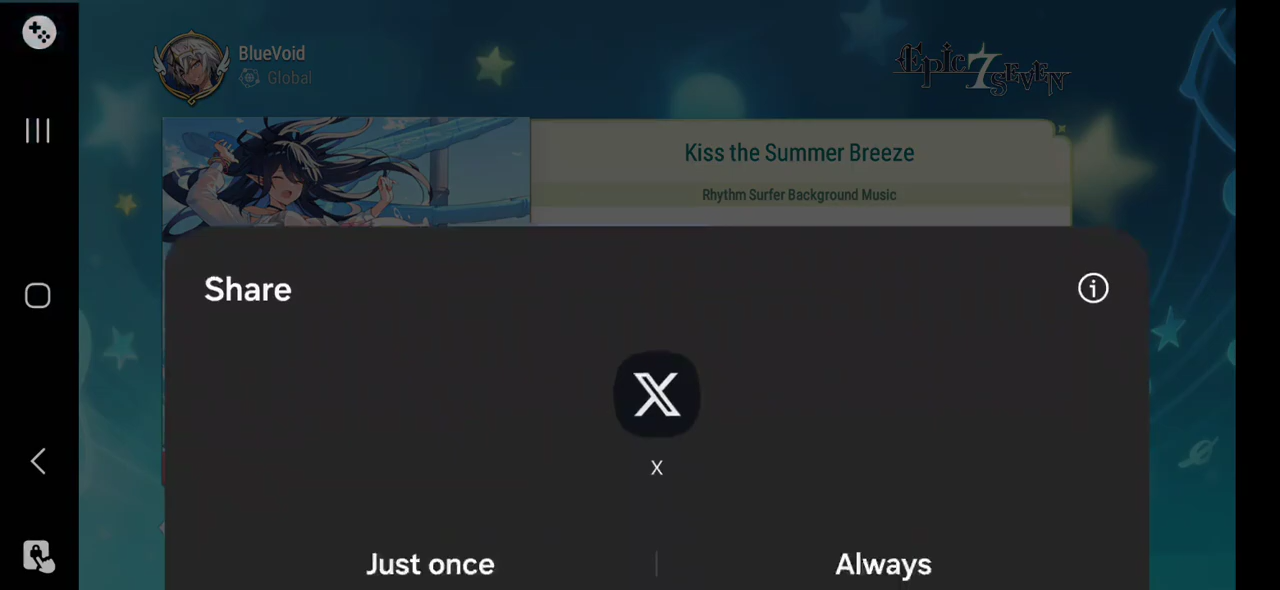 BlueVoid
Global
Epic
7
SEVEN
Kiss the Summer Breeze
Rhythm Surfer Background Music
Share
X
Just once
Always